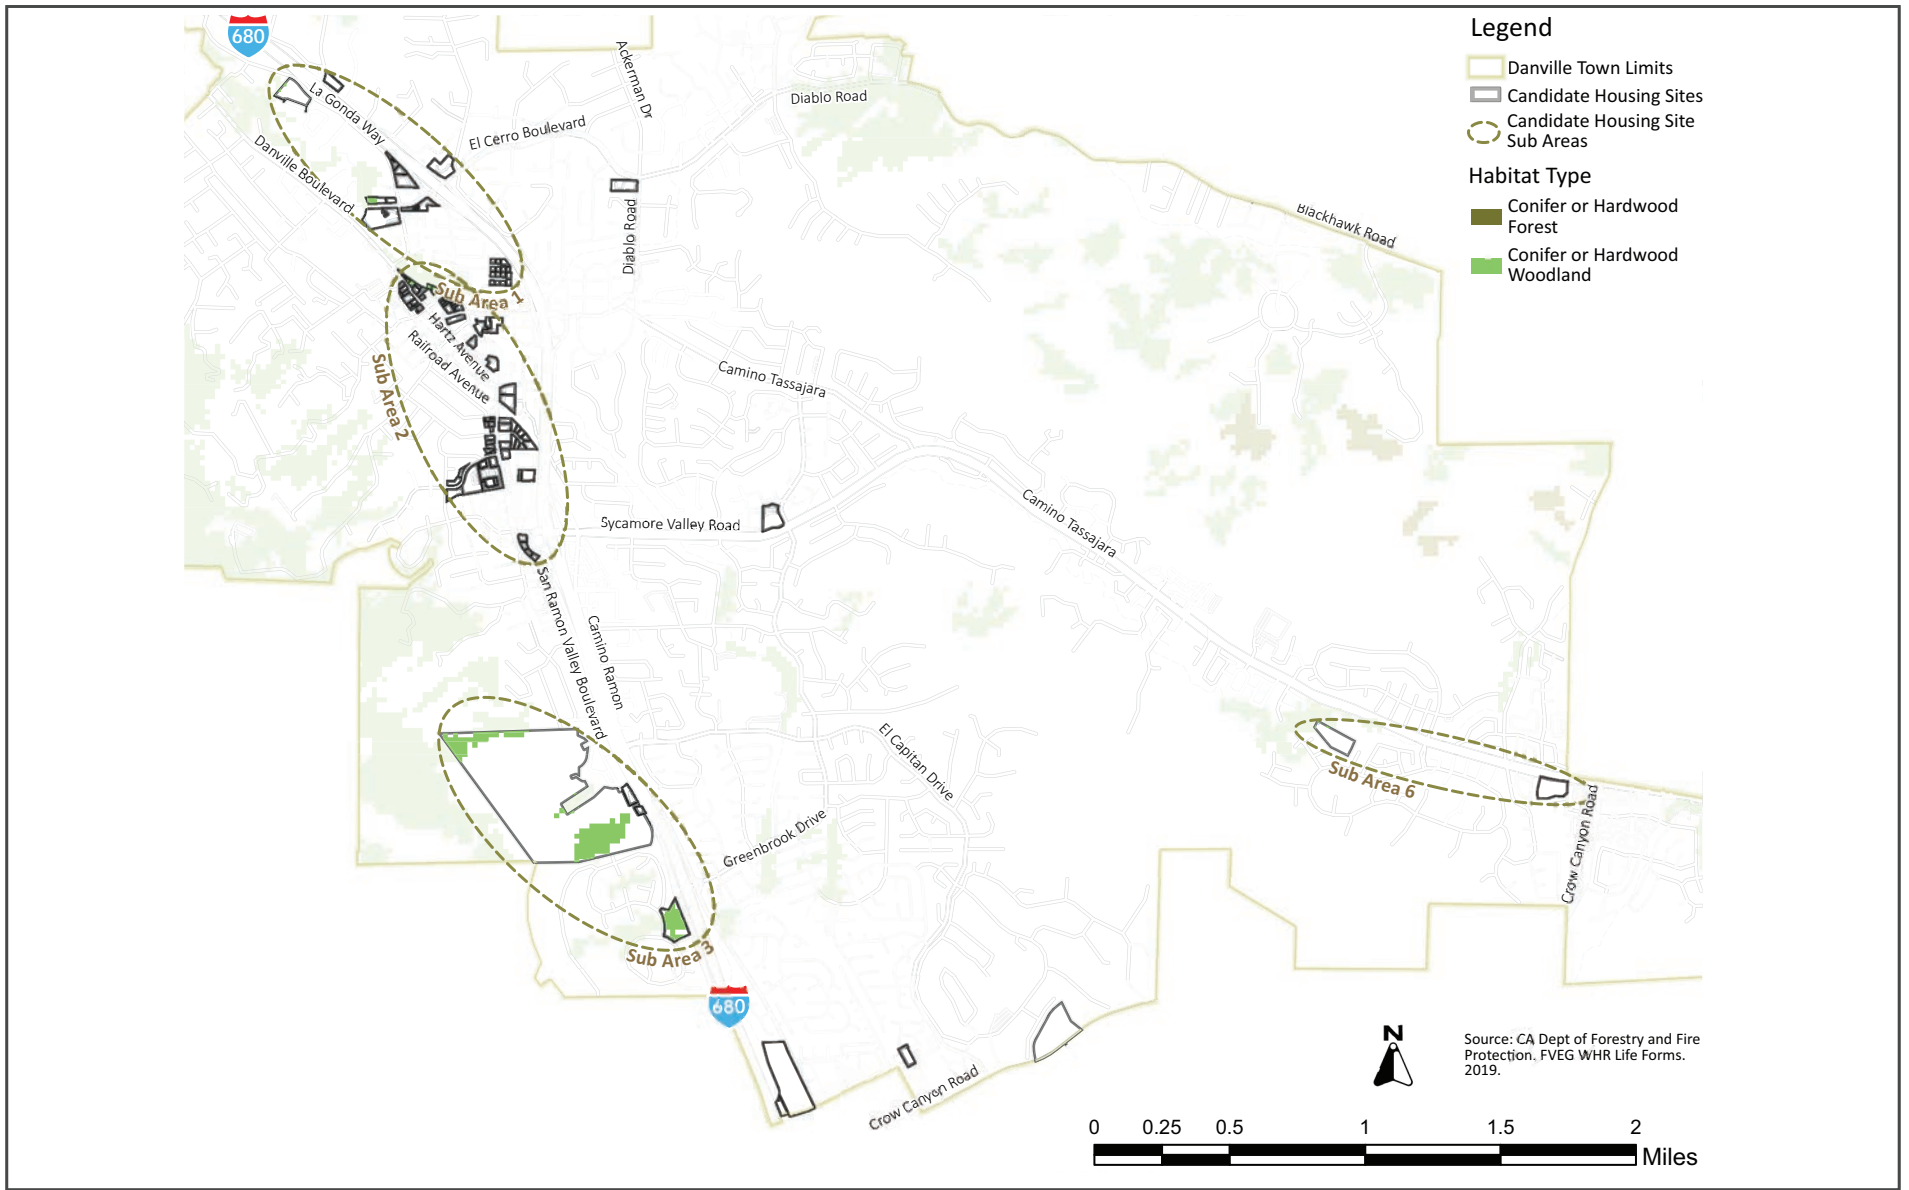 680
Legend
Danville Town Limits
Candidate Housing Sites
Candidate Housing Site
Sub Areas
Habitat Type
Conifer or Hardwood
Forest
Conifer or Hardwood
Woodland
Ackerman Dr
Diablo Road
La Gonda Way
El Cerro Boulevard
Danville Boulevard
Diablo Road
Blackhawk Road
Sub Area 1
Hartz Avenue
Railroad Avenue
Sub Area 2
Camino Tassajara
Sycamore Valley Road
Camino Tassajara
San Ramon Valley Boulevard
Camino Ramon
El Capitan Drive
Greenbrook Drive
Sub Area 6
Crow Canyon Road
Sub Area 3
680
Crow Canyon Road
N
Source: CA Dept of Forestry and Fire
Protection. FVEG WHR Life Forms.
2019.
0 0.25 0.5 1 1.5 2
Miles